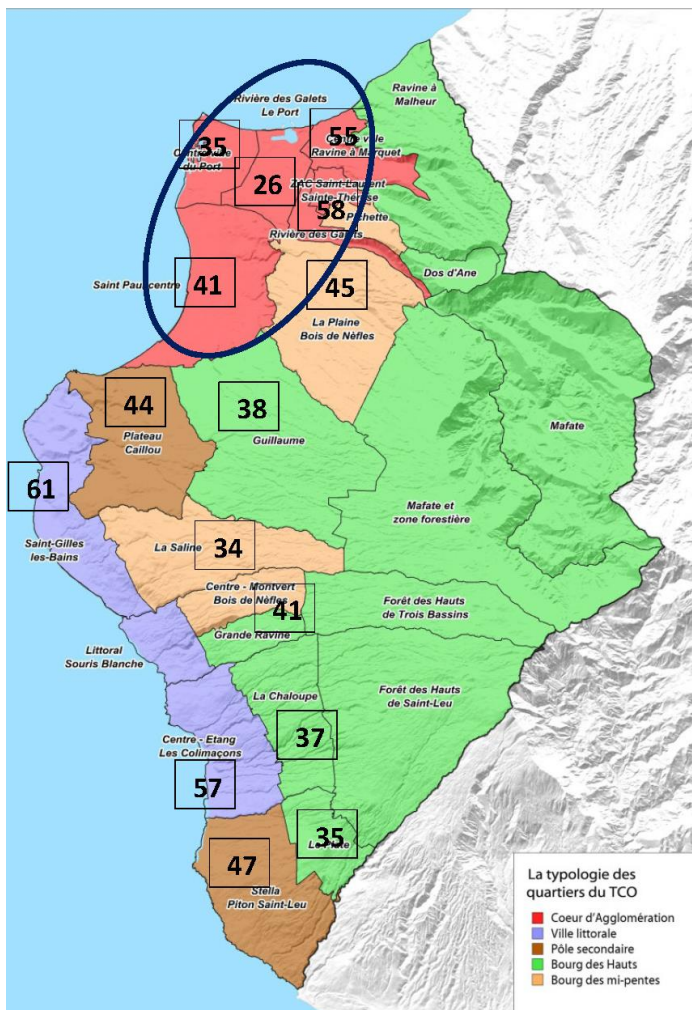 Rivière des Galets
Le Port
Ravine à
Malheur
35
Centre ville
du Port
55
Centre ville
Ravine à Marquet
26
ZAC Saint-Laurent
Sainte-Thérèse
58
Pichette
Rivière des Galets
Dos d'Ane
Saint Paul centre
41
45
La Plaine
Bois de Nèfles
44
Plateau
Caillou
38
Guillaume
Mafate
61
Saint-Gilles
les-Bains
Mafate et
zone forestière
La Saline
34
Centre - Montvert
Bois de Nèfles
41
Grande Ravine
Forêt des Hauts
de Trois Bassins
Littoral
Souris Blanche
La Chaloupe
Forêt des Hauts
de Saint-Leu
37
Centre - Etang
Les Colimaçons
57
35
47
Stella
Piton Saint-Leu
La typologie des
quartiers du TCO
Coeur d'Agglomération
Ville littorale
Pôle secondaire
Bourg des Hauts
Bourg des mi-pentes